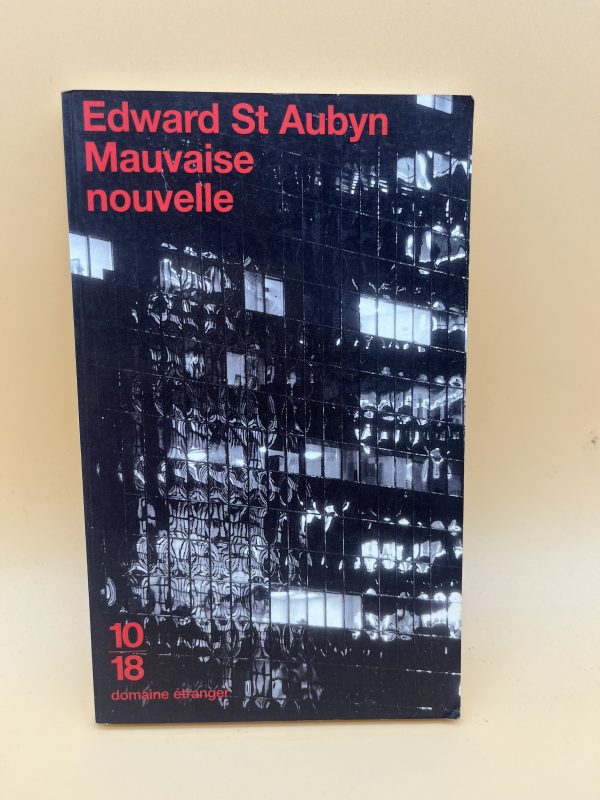 Edward St Aubyn
Mauvaise
nouvelle
10
18
domaine étranger